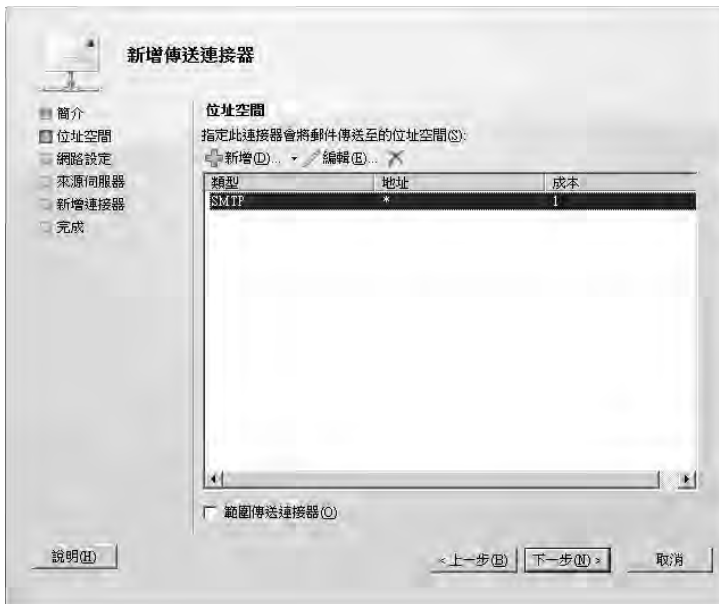 新增傳送連接器
簡介
位址空間
網路設定
來源伺服器
新增連接器
完成
位址空間
指定此連接器會將郵件傳送至的位址空間(S):
新增(D)... 編輯(E)...
類型 地址 成本
SMTP * 1
範圍傳送連接器(O)
說明(H) <上一步(B) 下一步(N)> 取消